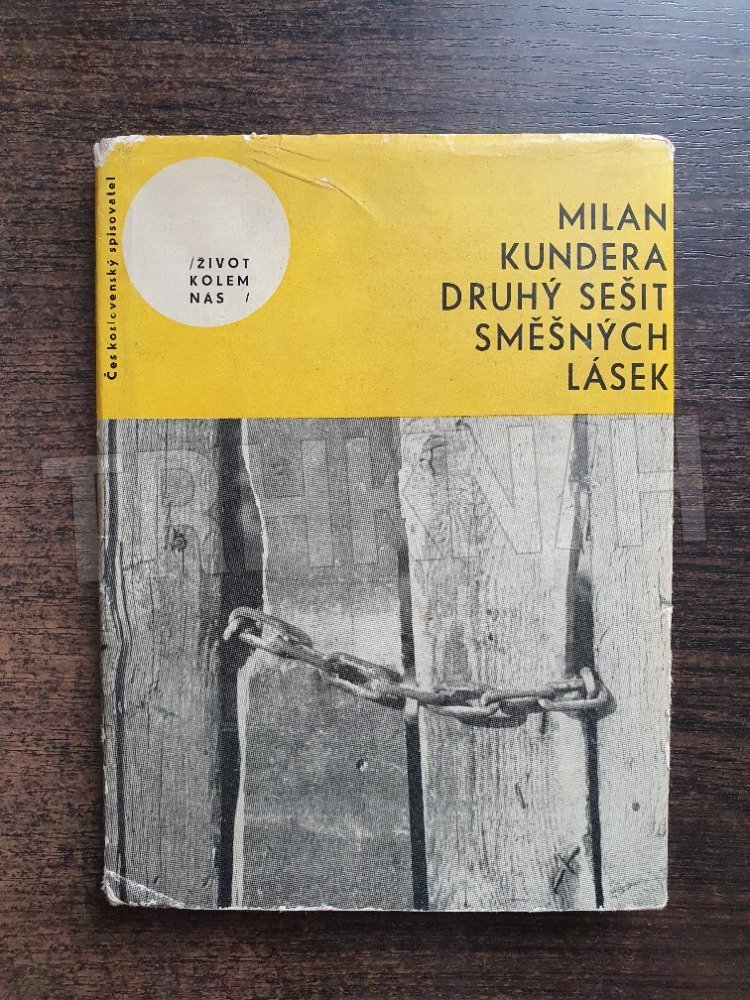 Československý spisovatel
/ŽIVOT
KOLEM
NÁS /
MILAN
KUNDERA
DRUHÝ SEŠIT
SMĚŠNÝCH
LÁSEK